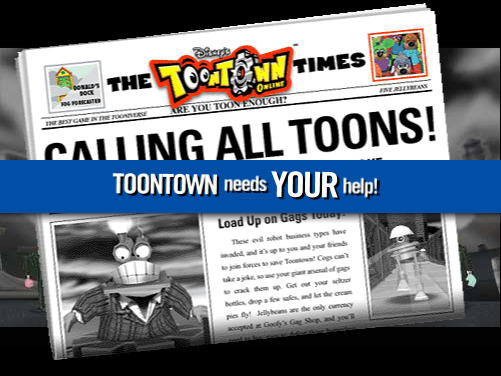 DONALD'S
DOCK
FOG FORECASTED
THE
Disney's
TOONTOWN
ONLINE
TIMES
THE BEST GAME IN THE TOONIVERSE
ARE YOU TOON ENOUGH?
FIVE JELLYBEANS
CALLING ALL TOONS!
TOONTOWN needs YOUR help!
Load Up on Gags Today!
These evil robot business types have
invaded, and it's up to you and your friends
to join forces to save Toontown! Cogs can't
take a joke, so use your giant arsenal of gags
to crack them up. Get out your seltzer
bottles, drop a few safes, and let the cream
pies fly! Jellybeans are the only currency
accepted at Goofy's Gag Shop, and you'll